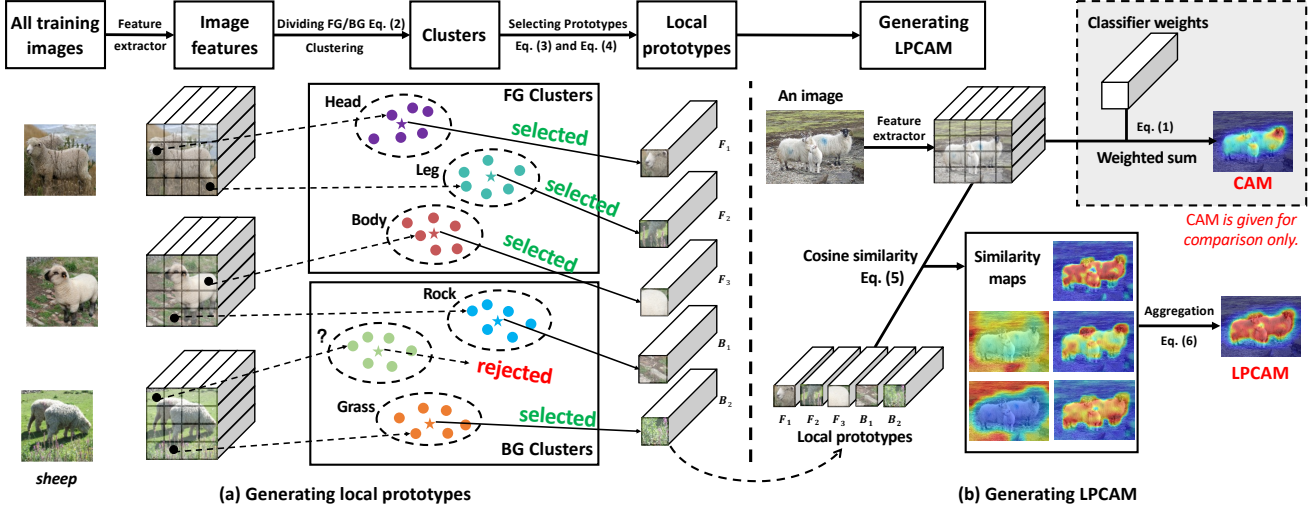 All training
images
Feature
extractor
Image
features
Dividing FG/BG Eq. (2)
Clustering
Clusters
Selecting Prototypes
Eq. (3) and Eq. (4)
Local
prototypes
Generating
LPCAM
Classifier weights
Head
FG Clusters
selected
F1
Leg
selected
F2
Body
selected
F3
Rock
?
B1
rejected
Grass
selected
B2
BG Clusters
sheep
(a) Generating local prototypes
An image
Feature
extractor
Eq. (1)
Weighted sum
CAM
CAM is given for
comparison only.
Cosine similarity
Eq. (5)
Similarity
maps
Aggregation
Eq. (6)
LPCAM
F1 F2 F3 B1 B2
Local prototypes
(b) Generating LPCAM